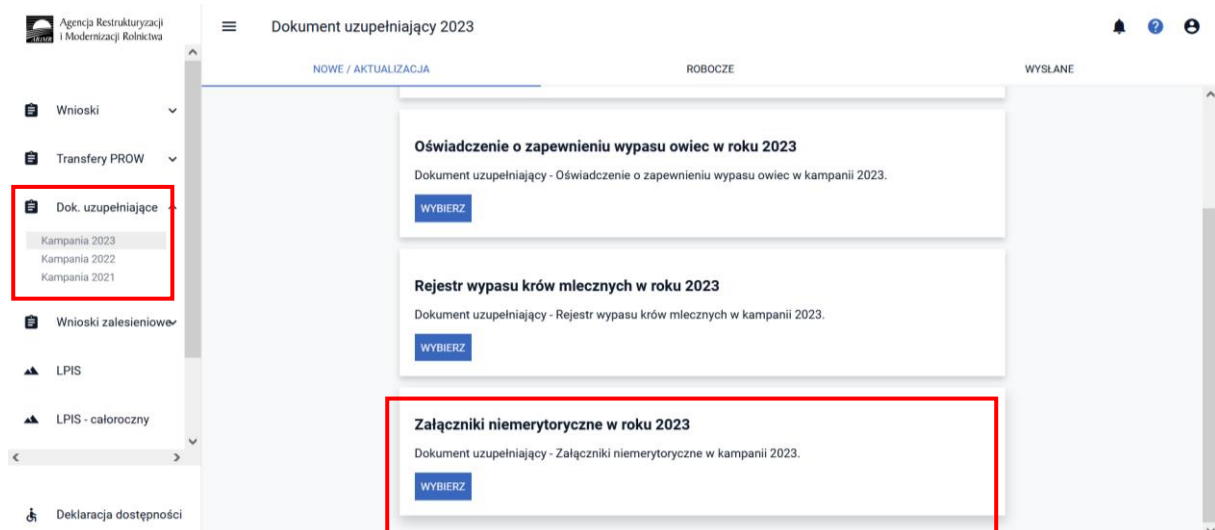 Agencja Restrukturyzacji
i Modernizacji Rolnictwa
ARiMR
Wnioski
Transfery PROW
Dok. uzupełniające
Kampania 2023
Kampania 2022
Kampania 2021
Wnioski zalesieniowe
LPIS
LPIS - całoroczny
Deklaracja dostępności
Dokument uzupełniający 2023
NOWE / AKTUALIZACJA
ROBOCZE
WYSŁANE
Oświadczenie o zapewnieniu wypasu owiec w roku 2023
Dokument uzupełniający - Oświadczenie o zapewnieniu wypasu owiec w kampanii 2023.
WYBIERZ
Rejestr wypasu krów mlecznych w roku 2023
Dokument uzupełniający - Rejestr wypasu krów mlecznych w kampanii 2023.
WYBIERZ
Załączniki niemerytoryczne w roku 2023
Dokument uzupełniający - Załączniki niemerytoryczne w kampanii 2023.
WYBIERZ